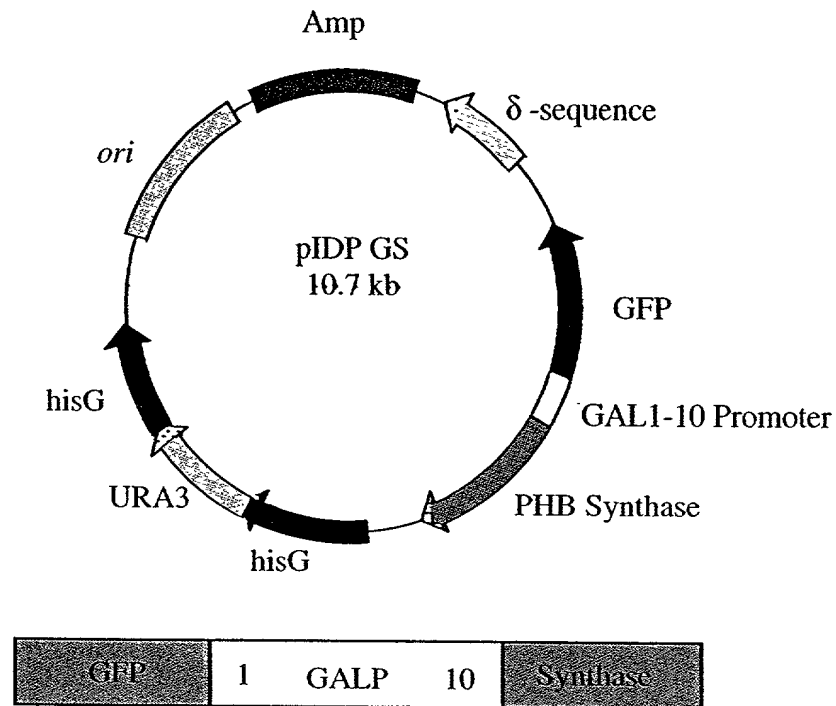 Amp
δ -sequence
ori
pIDP GS
10.7 kb
GFP
hisG
GAL1-10 Promoter
URA3
PHB Synthase
hisG
GFP 1 GALP 10 Synthase